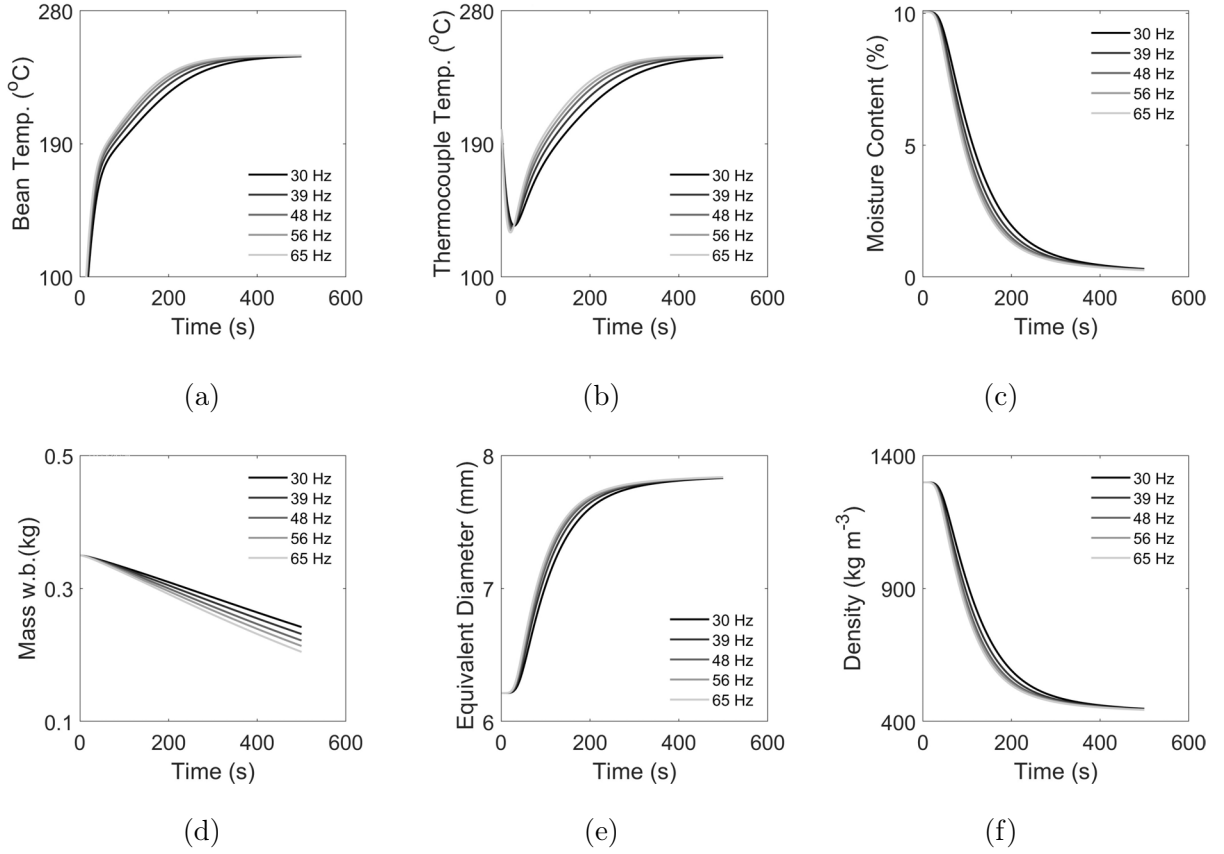 280
190
100
Bean Temp. (°C)
30 Hz
39 Hz
48 Hz
56 Hz
65 Hz
0 200 400 600
Time (s)
(a)
280
190
100
Thermocouple Temp. (°C)
30 Hz
39 Hz
48 Hz
56 Hz
65 Hz
0 200 400 600
Time (s)
(b)
10
5
0
Moisture Content (%)
30 Hz
39 Hz
48 Hz
56 Hz
65 Hz
0 200 400 600
Time (s)
(c)
0.5
0.3
0.1
Mass w.b.(kg)
30 Hz
39 Hz
48 Hz
56 Hz
65 Hz
0 200 400 600
Time (s)
(d)
8
7
6
Equivalent Diameter (mm)
30 Hz
39 Hz
48 Hz
56 Hz
65 Hz
0 200 400 600
Time (s)
(e)
1400
900
400
Density (kg m⁻³)
30 Hz
39 Hz
48 Hz
56 Hz
65 Hz
0 200 400 600
Time (s)
(f)